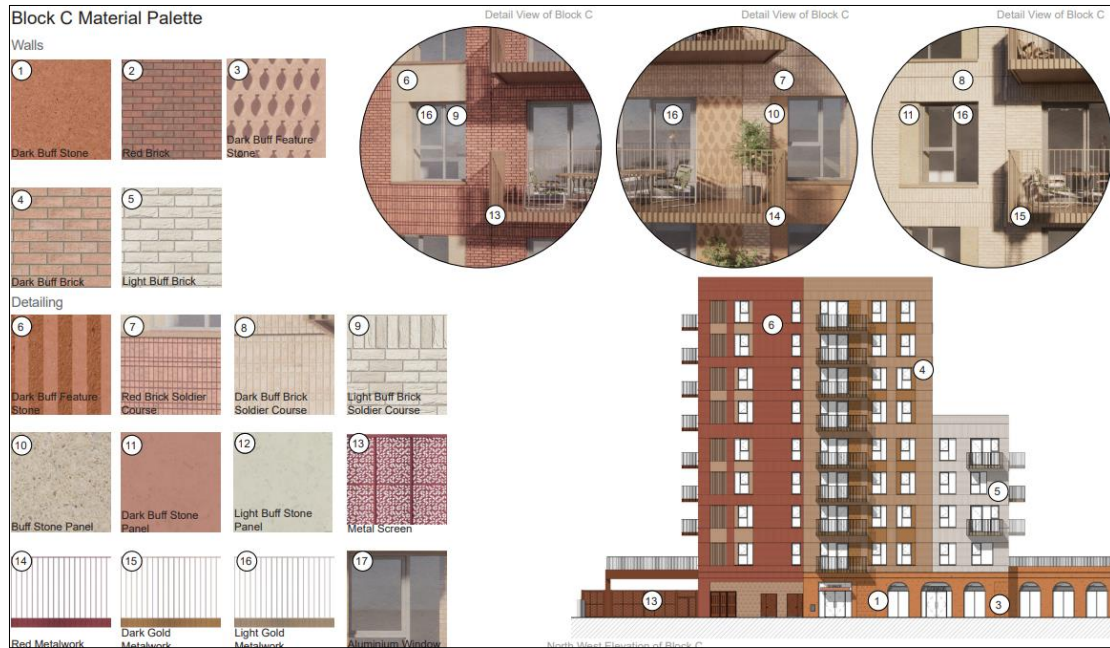 Block C Material Palette
Detail View of Block C
Detail View of Block C
Detail View of Block C
Walls
1
2
3
Dark Buff Stone
Red Brick
Dark Buff Feature
Stone
4
5
Dark Buff Brick
Light Buff Brick
Detailing
6
7
8
9
Dark Buff Feature
Stone
Red Brick Soldier
Course
Dark Buff Brick
Soldier Course
Light Buff Brick
Soldier Course
10
11
12
13
Buff Stone Panel
Dark Buff Stone
Panel
Light Buff Stone
Panel
Metal Screen
14
15
16
17
Red Metalwork
Dark Gold
Metalwork
Light Gold
Metalwork
Aluminium Window
6
16
9
13
7
16
10
14
8
11
16
15
6
4
5
13
1
3
North West Elevation of Block C